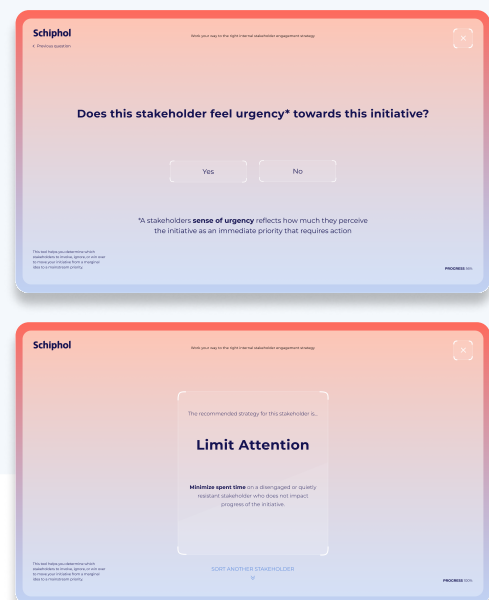 Schiphol
< Previous question
Work your way to the right internal stakeholder engagement strategy
Does this stakeholder feel urgency* towards this initiative?
Yes
No
*A stakeholders sense of urgency reflects how much they perceive
the initiative as an immediate priority that requires action
This tool helps you determine which
stakeholders to involve, ignore, or win over
to move your initiative from a marginal
idea to a mainstream priority.
PROGRESS
Schiphol
Work your way to the right internal stakeholder engagement strategy
The recommended strategy for this stakeholder is...
Limit Attention
Minimize spent time on a disengaged or quietly
resistant stakeholder who does not impact
progress of the initiative.
SORT ANOTHER STAKEHOLDER
This tool helps you determine which
stakeholders to involve, ignore, or win over
to move your initiative from a marginal
idea to a mainstream priority.
PROGRESS 100%